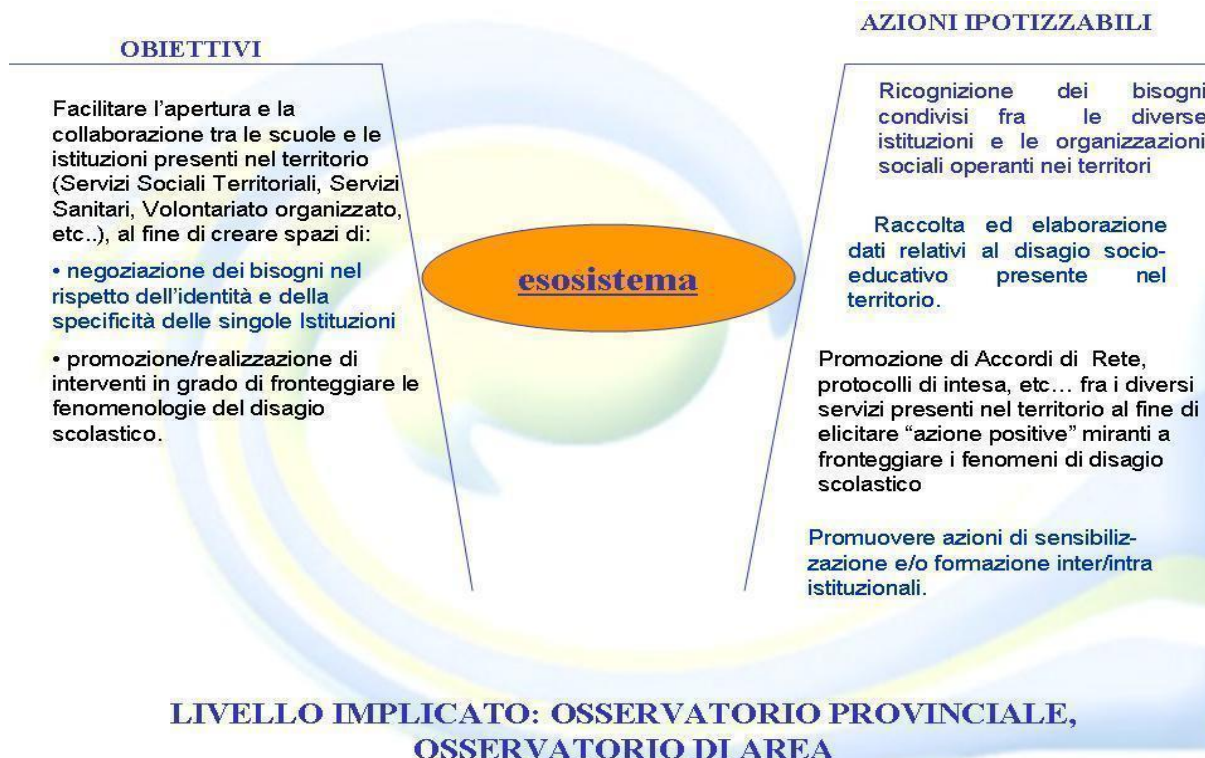 OBIETTIVI
Facilitare l'apertura e la
collaborazione tra le scuole e le
istituzioni presenti nel territorio
(Servizi Sociali Territoriali, Servizi
Sanitari, Volontariato organizzato,
etc..), al fine di creare spazi di:
• negoziazione dei bisogni nel
rispetto dell'identità e della
specificità delle singole Istituzioni
• promozione/realizzazione di
interventi in grado di fronteggiare le
fenomenologie del disagio
scolastico.
esosistema
AZIONI IPOTIZZABILI
Ricognizione dei bisogni
condivisi fra le diverse
istituzioni e le organizzazioni
sociali operanti nei territori
Raccolta ed elaborazione
dati relativi al disagio socio-
educativo presente nel
territorio.
Promozione di Accordi di Rete,
protocolli di intesa, etc... fra i diversi
servizi presenti nel territorio al fine di
elicitare “azione positive” miranti a
fronteggiare i fenomeni di disagio
scolastico
Promuovere azioni di sensibiliz-
zazione e/o formazione inter/intra
istituzionali.
LIVELLO IMPLICATO: OSSERVATORIO PROVINCIALE,
OSSERVATORIO DI AREA